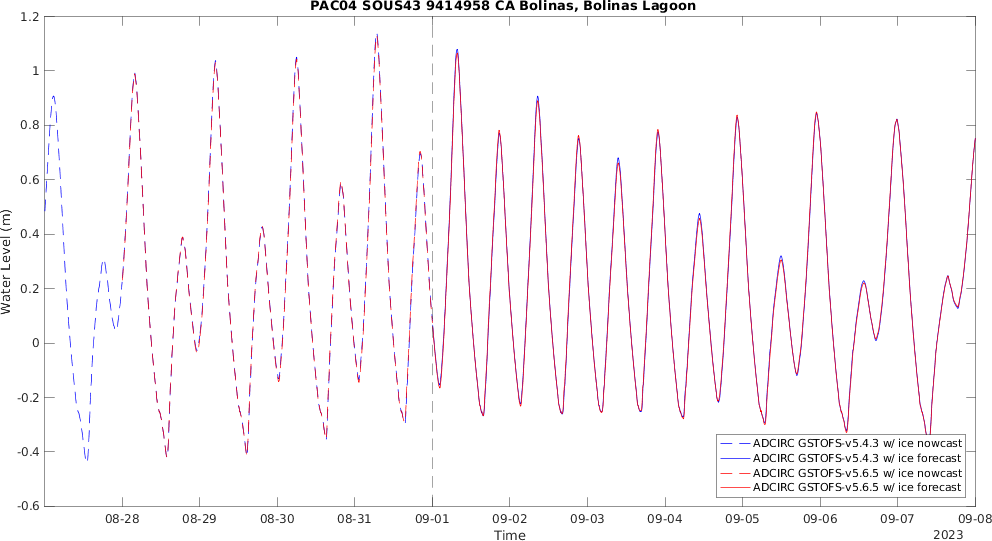 PAC04 SOUS43 9414958 CA Bolinas, Bolinas Lagoon
1.2
1
0.8
0.6
0.4
0.2
0
-0.2
-0.4
-0.6
Water Level (m)
ADCIRC GSTOFS-v5.4.3 w/ ice nowcast
ADCIRC GSTOFS-v5.4.3 w/ ice forecast
ADCIRC GSTOFS-v5.6.5 w/ ice nowcast
ADCIRC GSTOFS-v5.6.5 w/ ice forecast
08-28 08-29 08-30 08-31 09-01 09-02 09-03 09-04 09-05 09-06 09-07 09-08
Time
2023